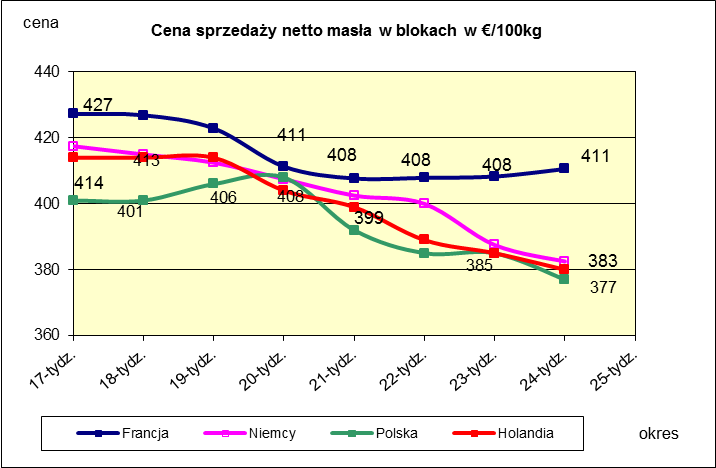 cena
Cena sprzedaży netto masła w blokach w €/100kg
440
420
400
380
360
427
411
408
408
408
411
413
414
401
406
408
399
385
383
377
17-tydz.
18-tydz.
19-tydz.
20-tydz.
21-tydz.
22-tydz.
23-tydz.
24-tydz.
25-tydz.
Francja Niemcy Polska Holandia
okres